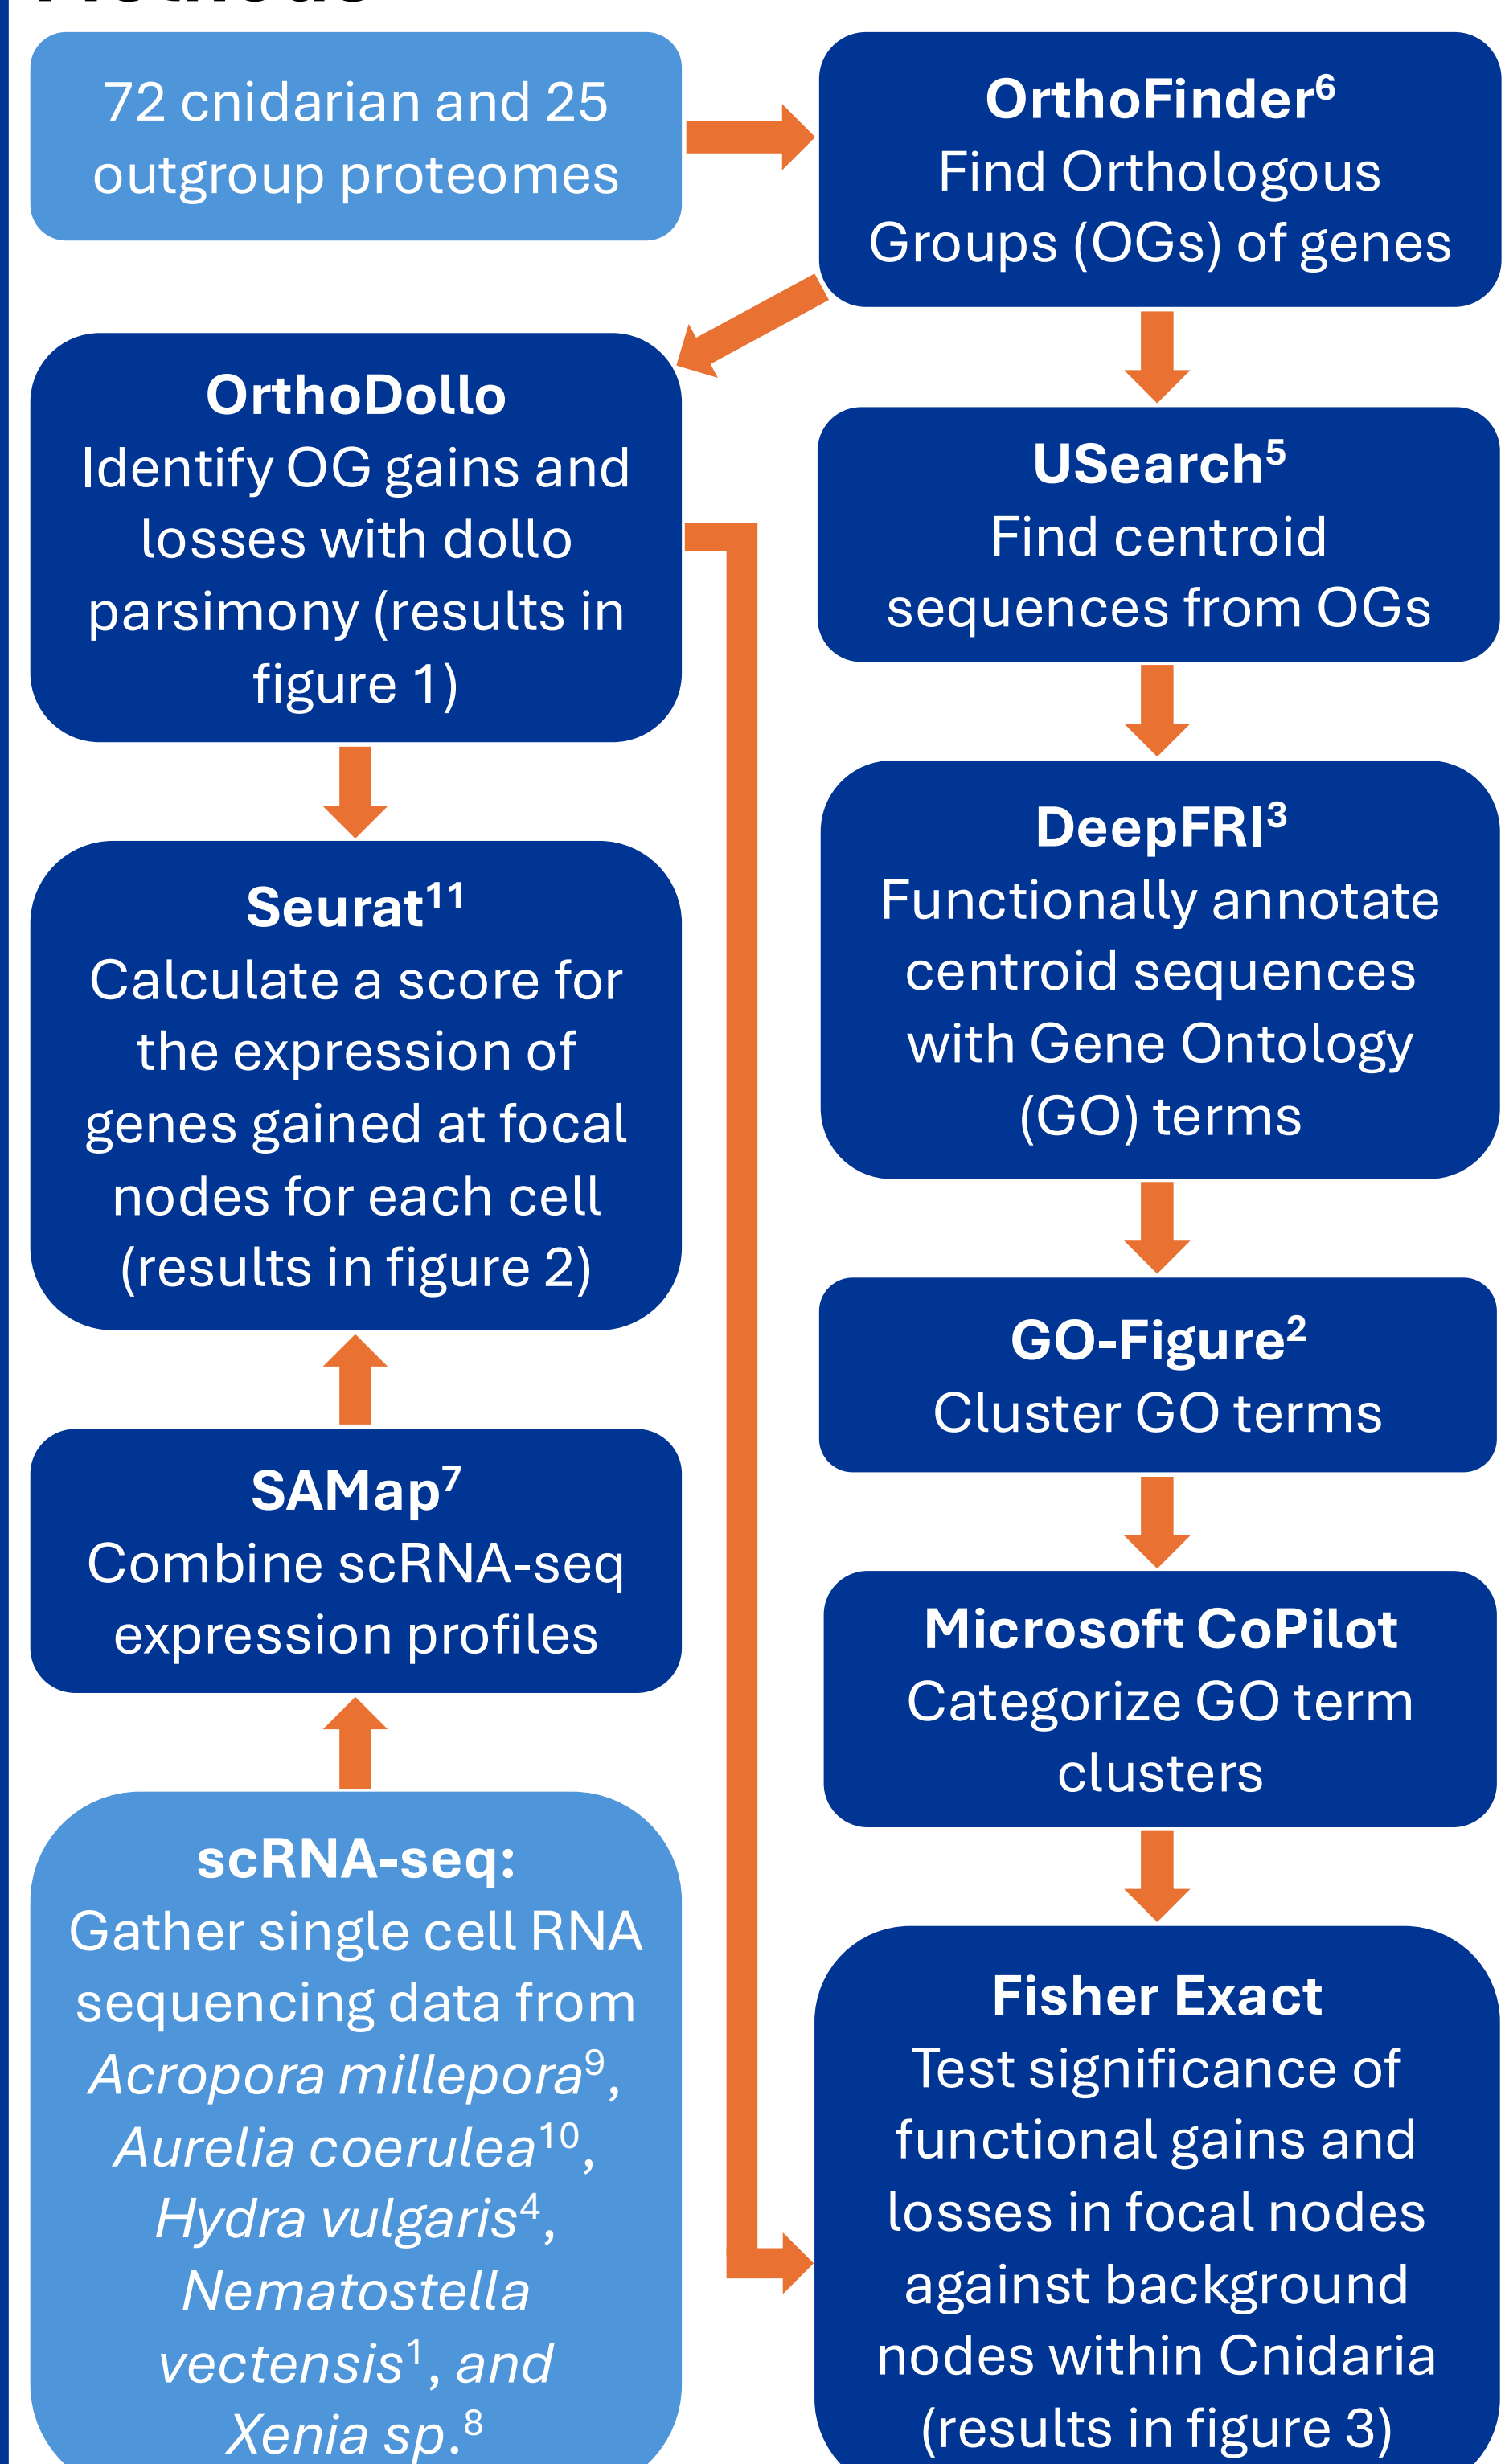 72 cnidarian and 25
outgroup proteomes
OrthoFinder⁶
Find Orthologous
Groups (OGs) of genes
OrthoDollo
Identify OG gains and
losses with dollo
parsimony (results in
figure 1)
USearch⁵
Find centroid
sequences from OGs
DeepFRI³
Functionally annotate
centroid sequences
with Gene Ontology
(GO) terms
Seurat¹¹
Calculate a score for
the expression of
genes gained at focal
nodes for each cell
(results in figure 2)
GO-Figure²
Cluster GO terms
SAMap⁷
Combine scRNA-seq
expression profiles
Microsoft CoPilot
Categorize GO term
clusters
scRNA-seq:
Gather single cell RNA
sequencing data from
Acropora millepora⁹,
Aurelia coerulea¹⁰,
Hydra vulgaris⁴,
Nematostella
vectensis¹, and
Xenia sp.⁸
Fisher Exact
Test significance of
functional gains and
losses in focal nodes
against background
nodes within Cnidaria
(results in figure 3)